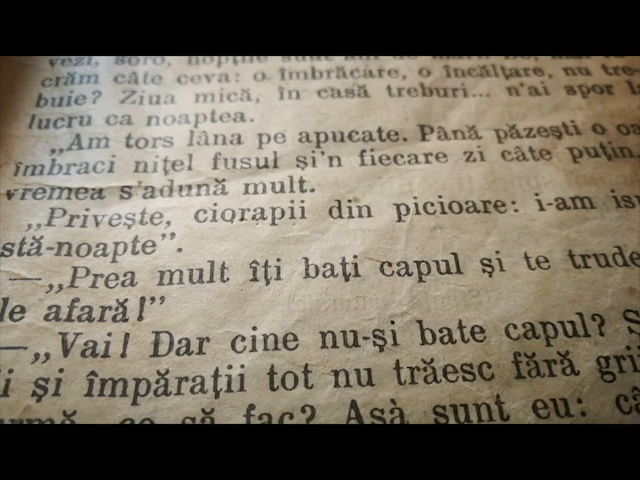 vezi, soro, nopțile sunt
crăm câte ceva: o îmbrăcare, o încălțare, nu tre-
buie? Ziua mică, în casă treburi... n'ai spor l
lucru ca noaptea.
„Am tors lâna pe apucate. Până păzești o oa
îmbraci nițel fusul și'n fiecare zi câte puțin,
vremea s'adună mult.
„Privește, ciorapii din picioare: i-am isp
stă-noapte”.
—„Prea mult îți bați capul și te trude
le afară!”
—„Vai! Dar cine nu-și bate capul? Ș
i și împărații tot nu trăesc fără gri
ce să fac? Așà sunt eu: câ